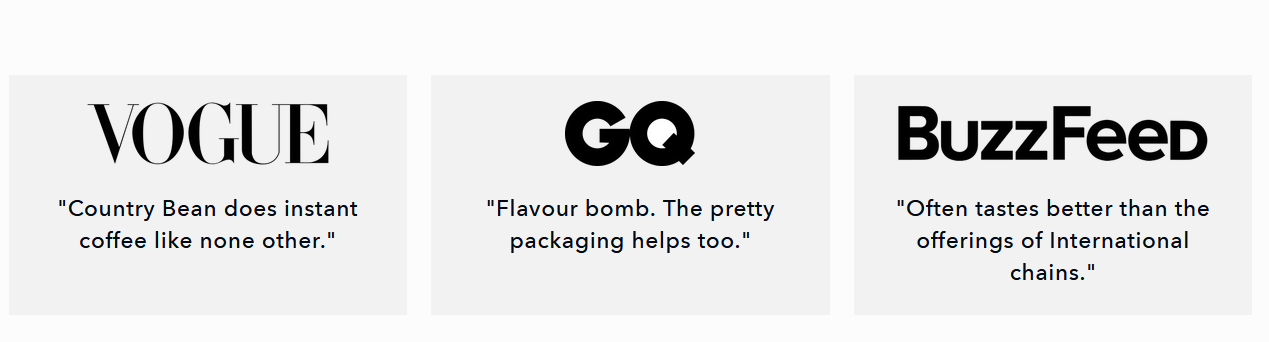 VOGUE
"Country Bean does instant
coffee like none other."
GQ
"Flavour bomb. The pretty
packaging helps too."
BUZZFEED
"Often tastes better than the
offerings of International
chains."